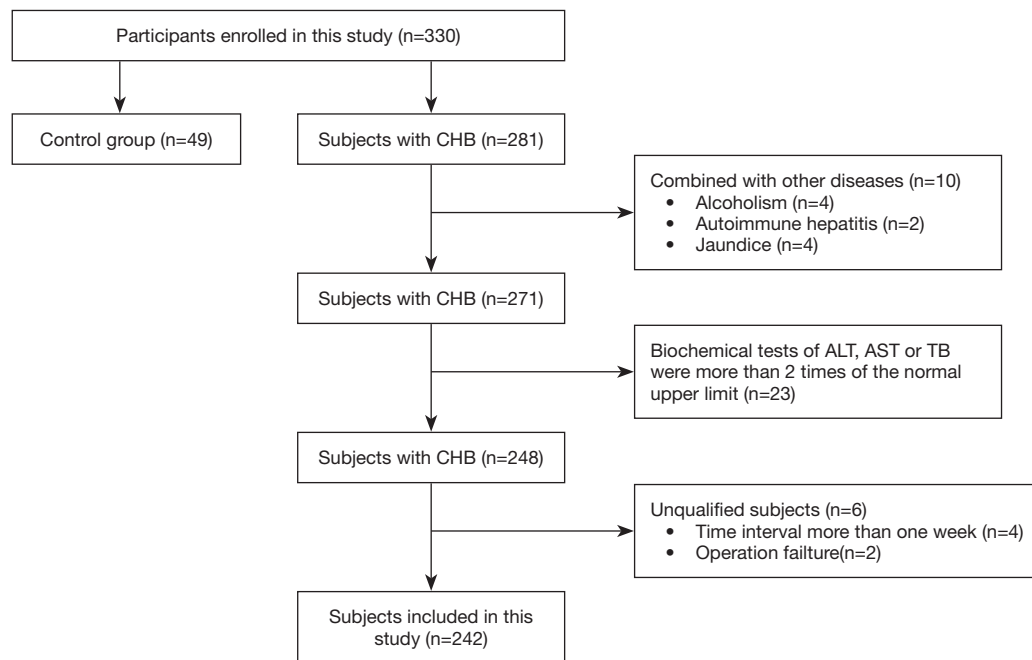 Participants enrolled in this study (n=330)
Control group (n=49)
Subjects with CHB (n=281)
Combined with other diseases (n=10)
• Alcoholism (n=4)
• Autoimmune hepatitis (n=2)
• Jaundice (n=4)
Subjects with CHB (n=271)
Biochemical tests of ALT, AST or TB
were more than 2 times of the normal
upper limit (n=23)
Subjects with CHB (n=248)
Unqualified subjects (n=6)
• Time interval more than one week (n=4)
• Operation failture(n=2)
Subjects included in this
study (n=242)